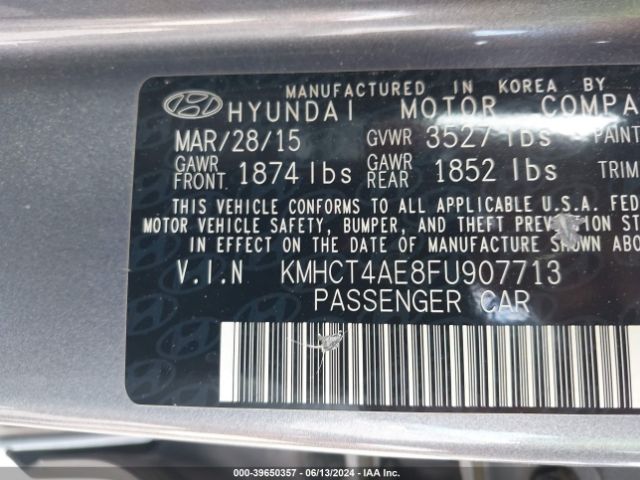 MANUFACTURED IN KOREA BY
HYUNDAI MOTOR COMPA
MAR/28/15 GVWR 3527 lbs PAINT
GAWR FRONT 1874 lbs GAWR REAR 1852 lbs TRIM
THIS VEHICLE CONFORMS TO ALL APPLICABLE U.S.A. FED
MOTOR VEHICLE SAFETY, BUMPER, AND THEFT PREVENTION S
IN EFFECT ON THE DATE OF MANUFACTURE SHOWN ABO
V.I.N KMHCT4AE8FU907713
PASSENGER CAR
000-39650357 - 06/13/2024 - IAA Inc.